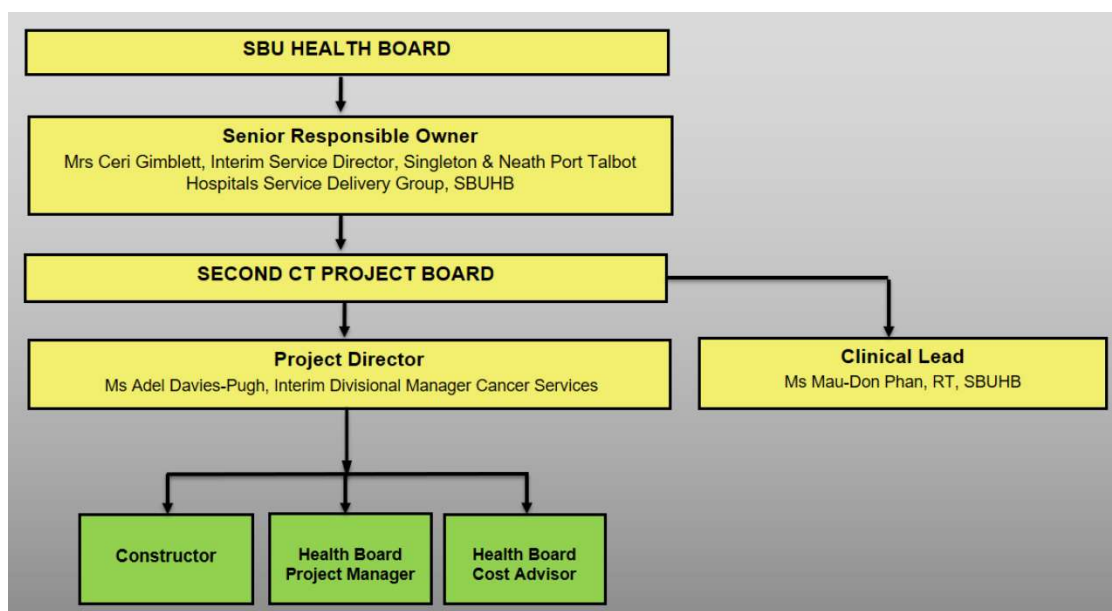 SBU HEALTH BOARD
Senior Responsible Owner
Mrs Ceri Gimblett, Interim Service Director, Singleton & Neath Port Talbot
Hospitals Service Delivery Group, SBUHB
SECOND CT PROJECT BOARD
Project Director
Ms Adel Davies-Pugh, Interim Divisional Manager Cancer Services
Clinical Lead
Ms Mau-Don Phan, RT, SBUHB
Constructor
Health Board
Project Manager
Health Board
Cost Advisor